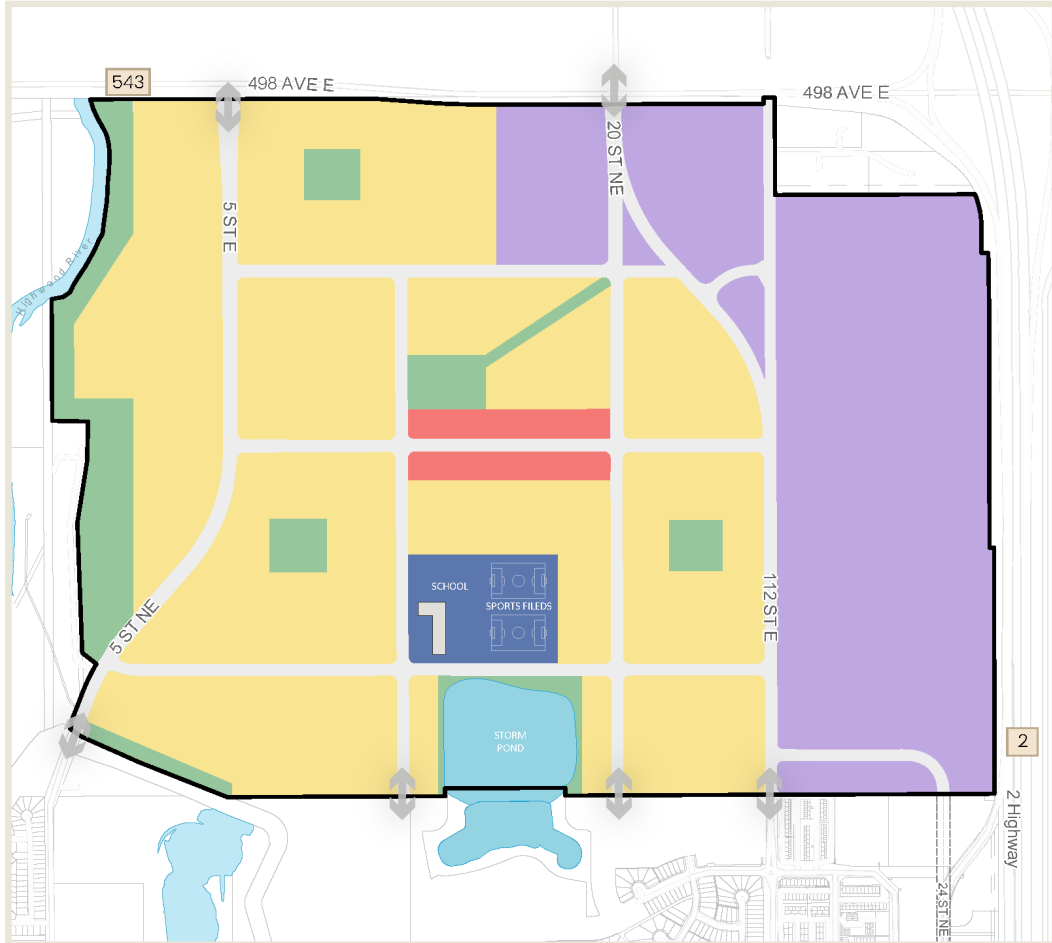 543
498 AVE E
498 AVE E
20 ST NE
5 ST E
Highwood River
SCHOOL
SPORTS FILEDS
112 ST E
5 ST NE
STORM
POND
2
2 Highway
24 ST NE